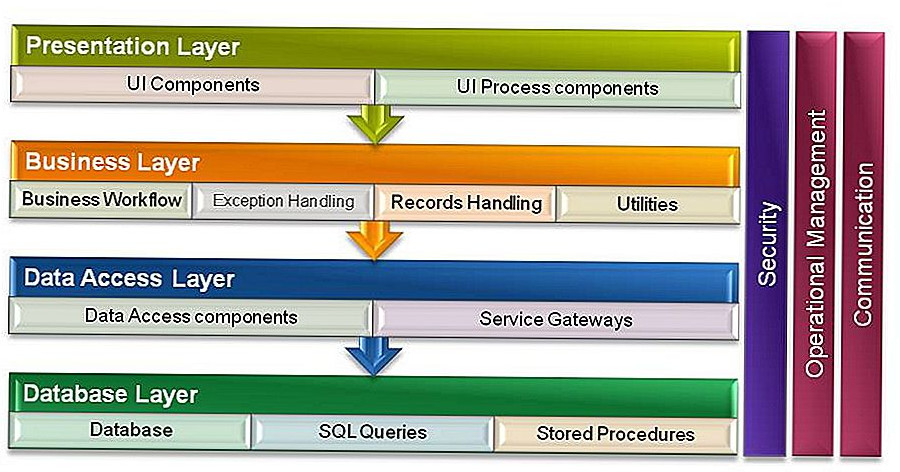 Presentation Layer
UI Components
UI Process components
Business Layer
Business Workflow
Exception Handling
Records Handling
Utilities
Data Access Layer
Data Access components
Service Gateways
Database Layer
Database
SQL Queries
Stored Procedures
Security
Operational Management
Communication